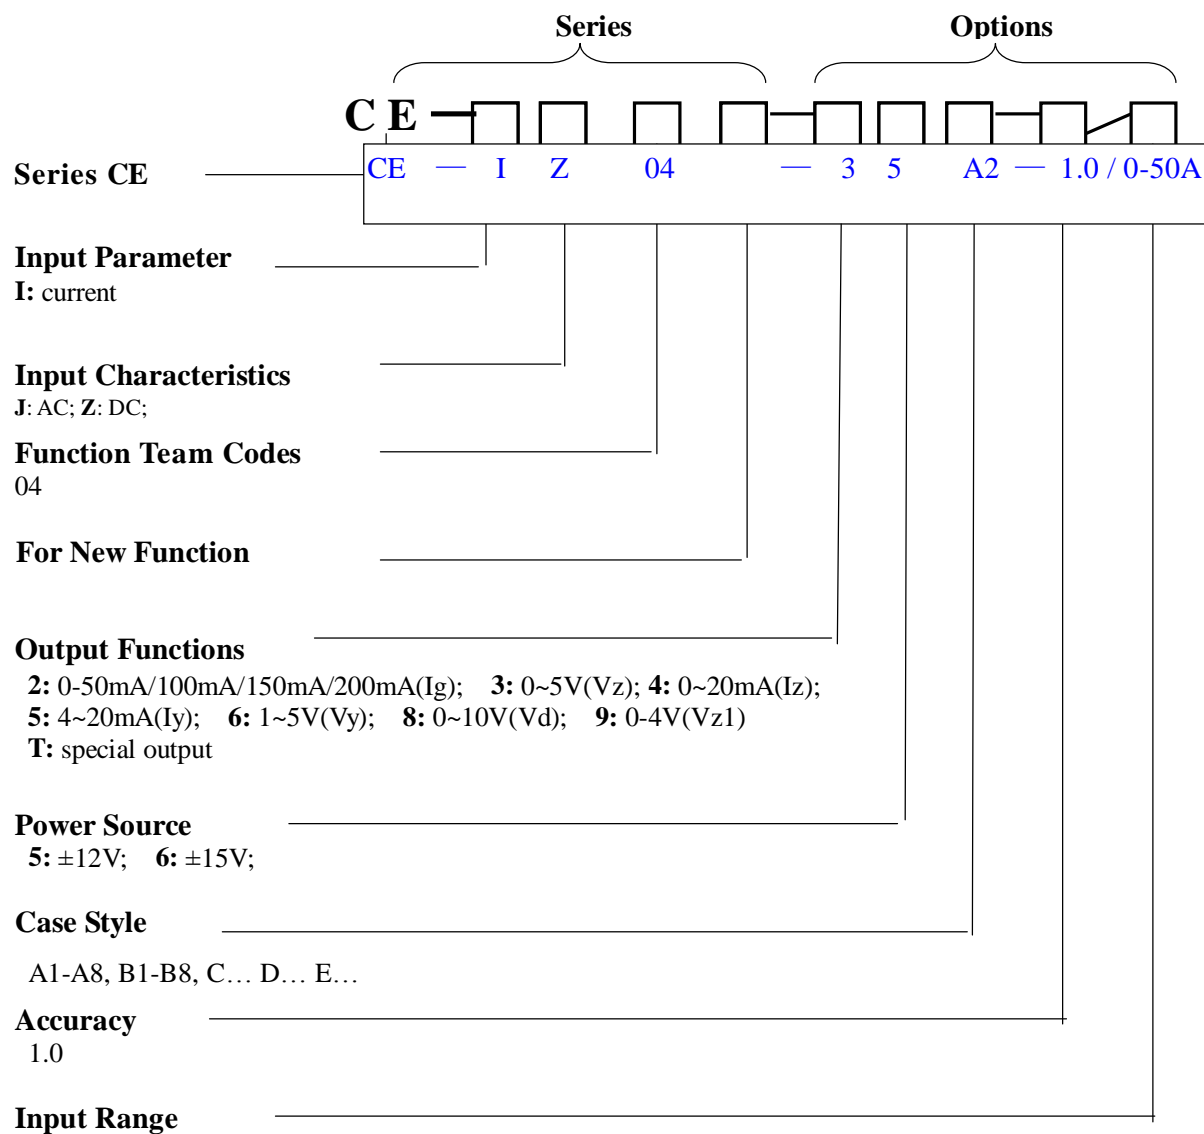 Series Options
C E
Series CE CE — I Z 04 — 3 5 A2 — 1.0 / 0-50A
Input Parameter
I: current
Input Characteristics
J: AC; Z: DC;
Function Team Codes
04
For New Function
Output Functions
2: 0-50mA/100mA/150mA/200mA(Ig); 3: 0~5V(Vz); 4: 0~20mA(Iz);
5: 4~20mA(Iy); 6: 1~5V(Vy); 8: 0~10V(Vd); 9: 0-4V(Vz1)
T: special output
Power Source
5: ±12V; 6: ±15V;
Case Style
A1-A8, B1-B8, C… D… E…
Accuracy
1.0
Input Range